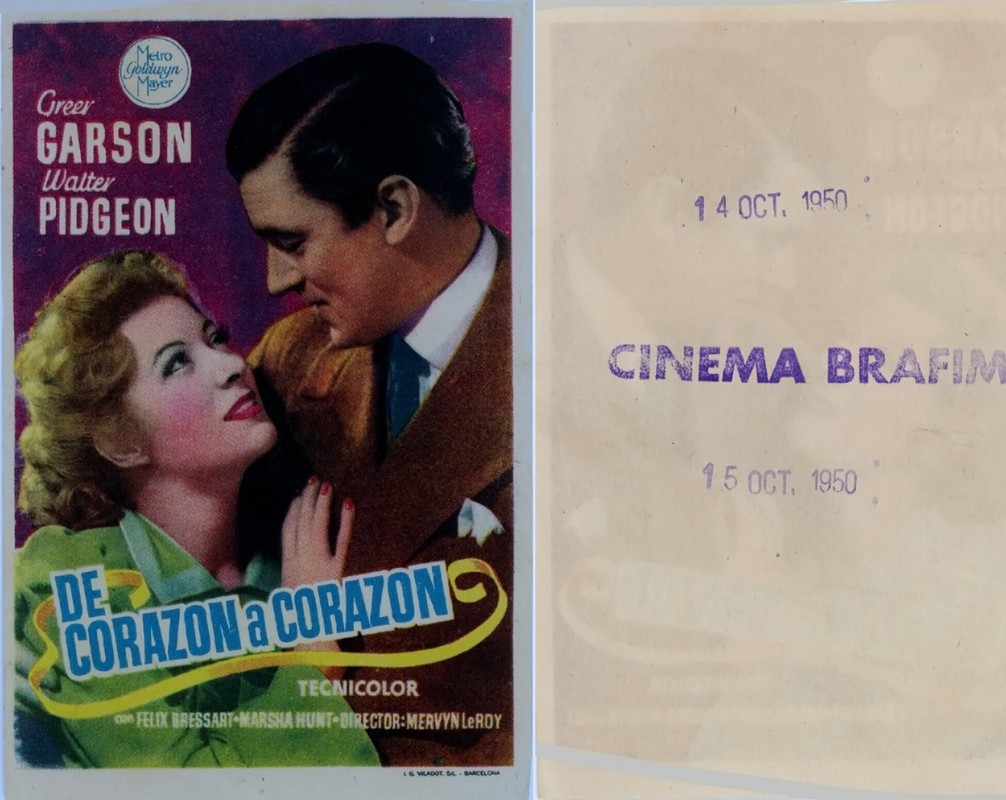 Metro
Goldwyn
Mayer
Greer
GARSON
Walter
PIDGEON
DE
CORAZON a CORAZON
TECNICOLOR
con FELIX BRESSART·MARSHA HUNT·DIRECTOR: MERVYN LeROY
I. G. VILADOT. S/L. - BARCELONA
14 OCT. 1950
CINEMA BRAFIM
15 OCT. 1950